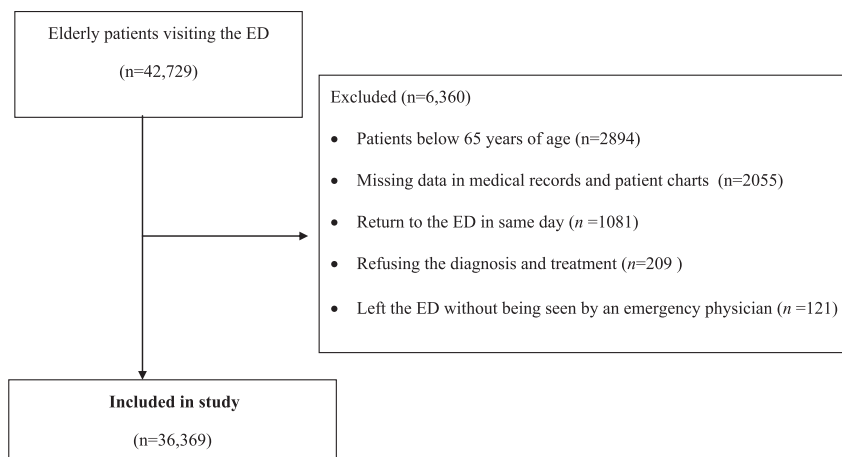 Elderly patients visiting the ED
(n=42,729)
Excluded (n=6,360)
• Patients below 65 years of age (n=2894)
• Missing data in medical records and patient charts (n=2055)
• Return to the ED in same day (n =1081)
• Refusing the diagnosis and treatment (n=209 )
• Left the ED without being seen by an emergency physician (n =121)
Included in study
(n=36,369)